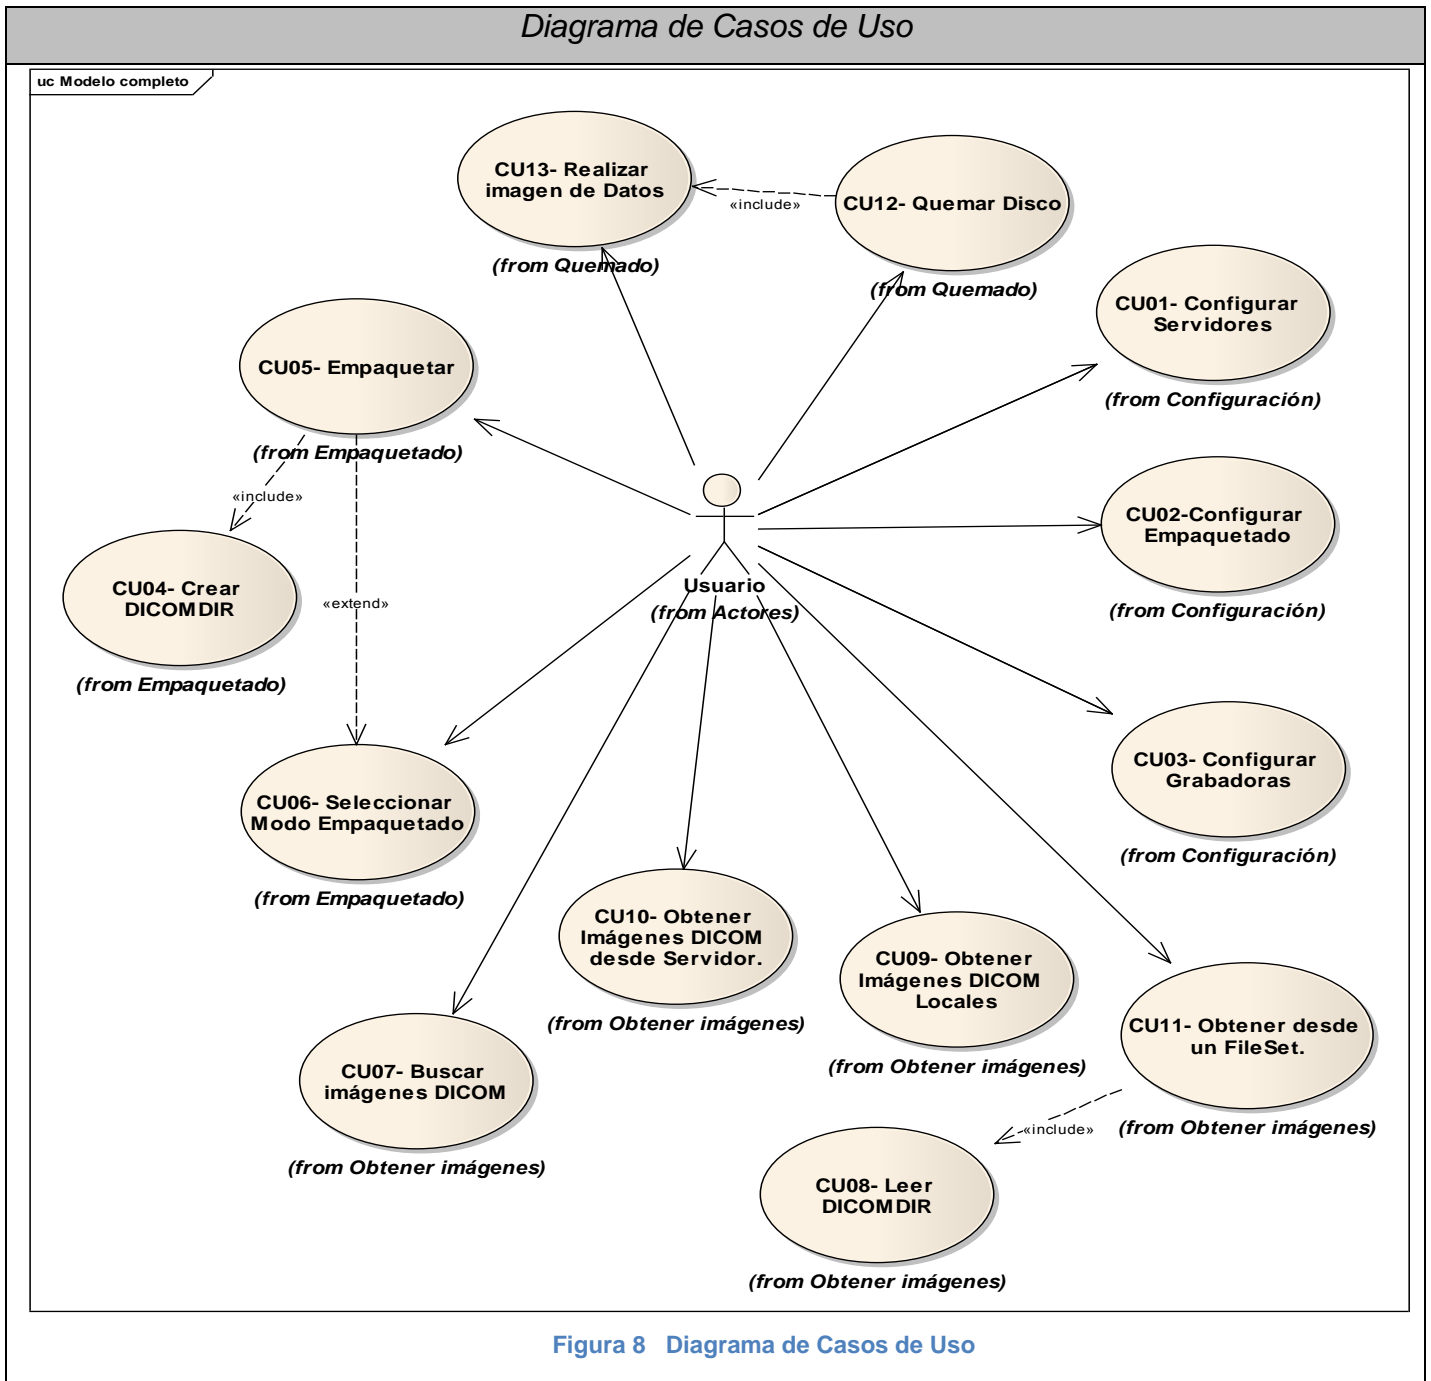 Diagrama de Casos de Uso
uc Modelo completo
CU13- Realizar
imagen de Datos
(from Quemado)
«include»
CU12- Quemar Disco
(from Quemado)
CU01- Configurar
Servidores
(from Configuración)
CU05- Empaquetar
(from Empaquetado)
«include»
CU04- Crear
DICOMDIR
(from Empaquetado)
«extend»
Usuario
(from Actores)
CU02-Configurar
Empaquetado
(from Configuración)
CU03- Configurar
Grabadoras
(from Configuración)
CU06- Seleccionar
Modo Empaquetado
(from Empaquetado)
CU10- Obtener
Imágenes DICOM
desde Servidor.
(from Obtener imágenes)
CU09- Obtener
Imágenes DICOM
Locales
(from Obtener imágenes)
CU11- Obtener desde
un FileSet.
(from Obtener imágenes)
CU07- Buscar
imágenes DICOM
(from Obtener imágenes)
«include»
CU08- Leer
DICOMDIR
(from Obtener imágenes)
Figura 8 Diagrama de Casos de Uso